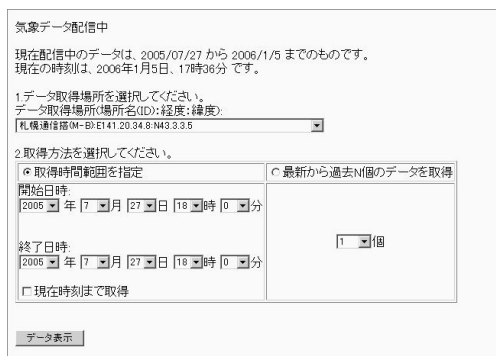 気象データ配信中
現在配信中のデータは、2005/07/27 から 2006/1/5 までのものです。
現在の時刻は、2006年1月5日、17時36分 です。
1.データ取得場所を選択してください。
データ取得場所(場所名(ID):経度:緯度):
札幌通信搭(M-B):E141.20.34.8:N43.3.3.5
2.取得方法を選択してください。
取得時間範囲を指定
最新から過去N個のデータを取得
開始日時:
2005 年 7 月 27 日 18 時 0 分
終了日時:
2005 年 7 月 27 日 18 時 0 分
1 個
現在時刻まで取得
データ表示